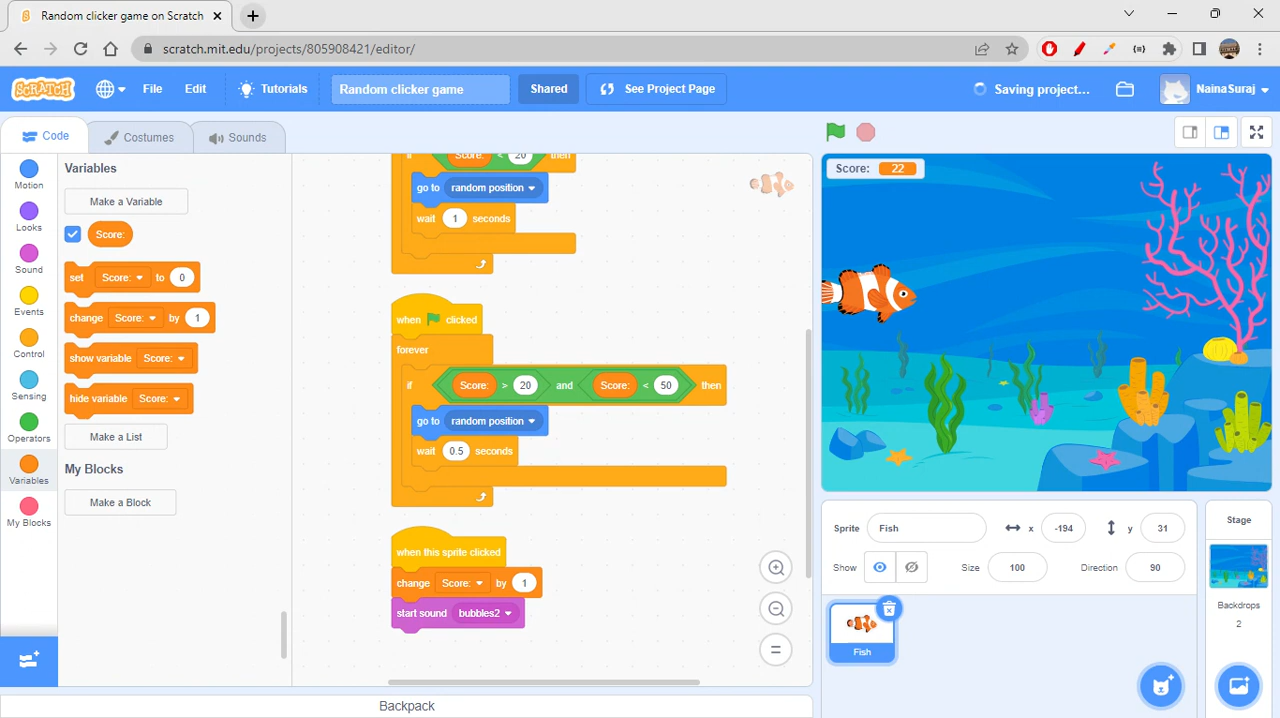 Random clicker game on Scratch
scratch.mit.edu/projects/805908421/editor/
SCRATCH
File
Edit
Tutorials
Random clicker game
Shared
See Project Page
Saving project...
NainaSuraj
Code
Costumes
Sounds
Motion
Looks
Sound
Events
Control
Sensing
Operators
Variables
My Blocks
Variables
Make a Variable
Score:
set Score: to 0
change Score: by 1
show variable Score:
hide variable Score:
Make a List
My Blocks
Make a Block
if Score: < 20 then
go to random position
wait 1 seconds
when clicked
forever
if Score: > 20 and Score: < 50 then
go to random position
wait 0.5 seconds
when this sprite clicked
change Score: by 1
start sound bubbles2
Backpack
Score: 22
Sprite Fish x -194 y 31
Show Size 100 Direction 90
Fish
Stage
Backdrops
2